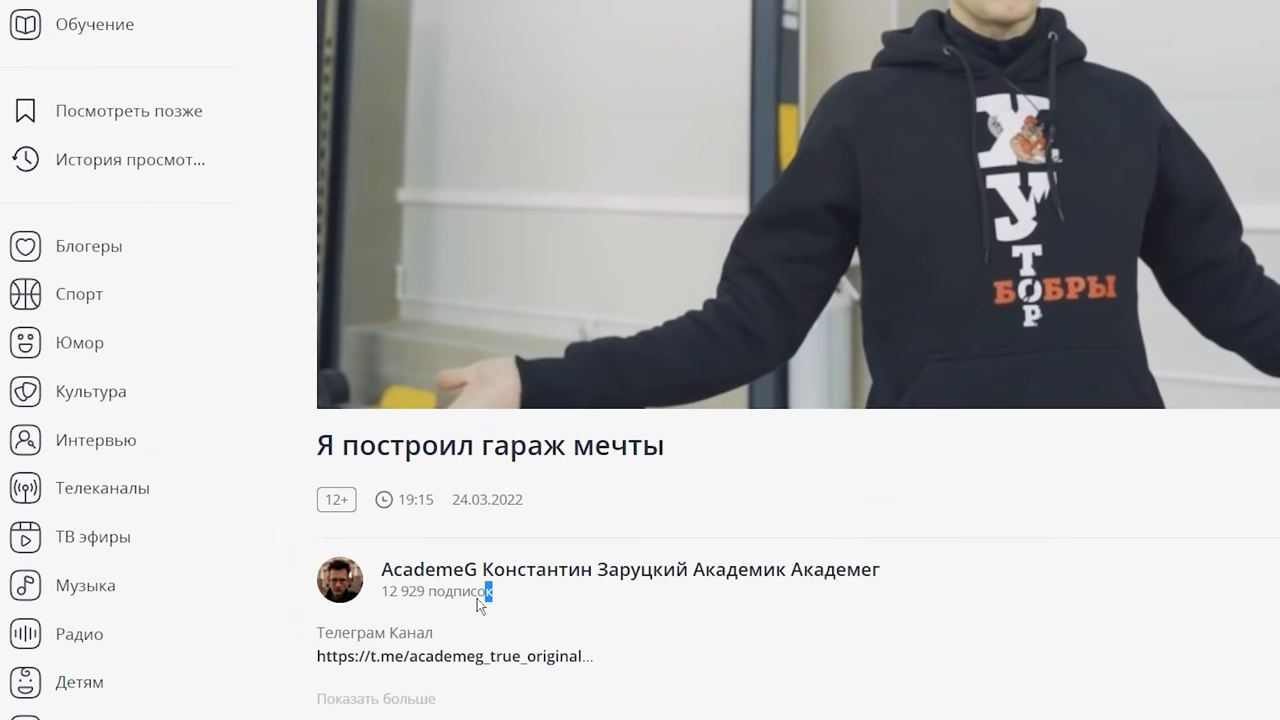 Обучение
Посмотреть позже
История просмот...
Блогеры
Спорт
Юмор
Культура
Интервью
Телеканалы
ТВ эфиры
Музыка
Радио
Детям
ХУТОР
БОБРЫ
Я построил гараж мечты
12+ 19:15 24.03.2022
AcademeG Константин Заруцкий Академик Академег
12 929 подписок
Телеграм Канал
https://t.me/academeg_true_original...
Показать больше